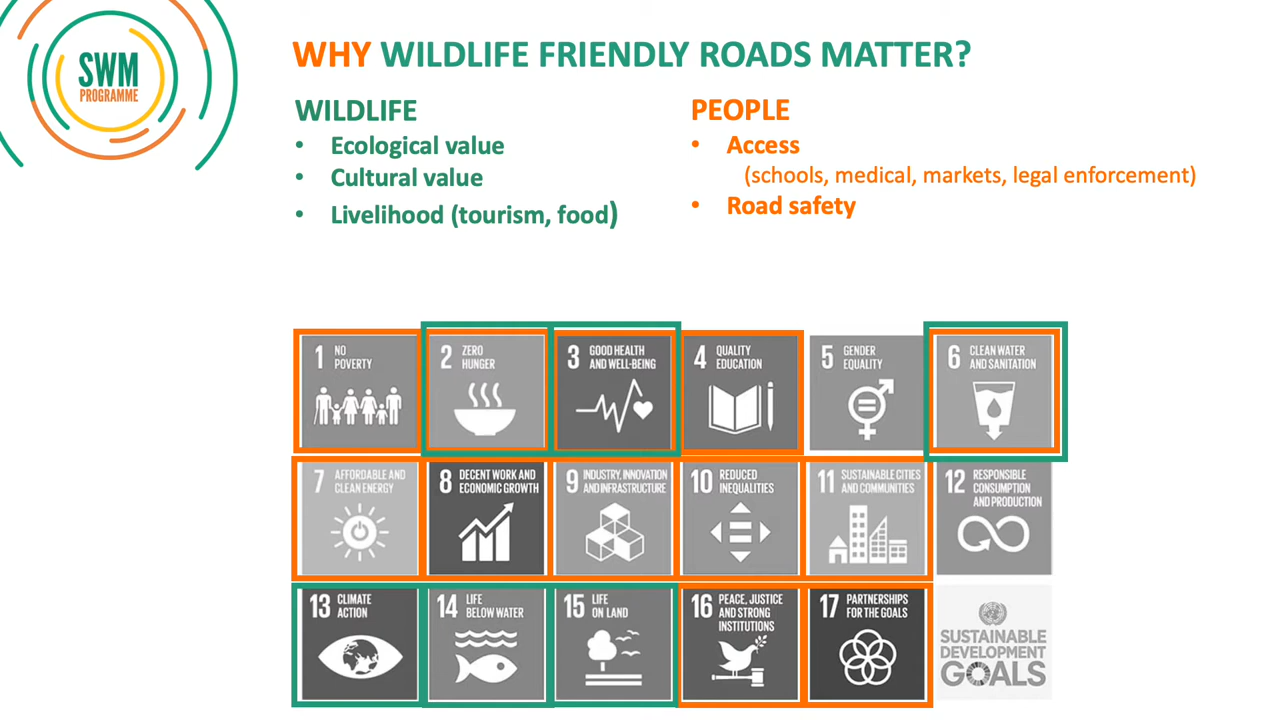 SWM
PROGRAMME
WHY WILDLIFE FRIENDLY ROADS MATTER?
WILDLIFE
• Ecological value
• Cultural value
• Livelihood (tourism, food)
PEOPLE
• Access
(schools, medical, markets, legal enforcement)
• Road safety
1 NO
POVERTY
2 ZERO
HUNGER
3 GOOD HEALTH
AND WELL-BEING
4 QUALITY
EDUCATION
5 GENDER
EQUALITY
6 CLEAN WATER
AND SANITATION
7 AFFORDABLE AND
CLEAN ENERGY
8 DECENT WORK AND
ECONOMIC GROWTH
9 INDUSTRY, INNOVATION
AND INFRASTRUCTURE
10 REDUCED
INEQUALITIES
11 SUSTAINABLE CITIES
AND COMMUNITIES
12 RESPONSIBLE
CONSUMPTION
AND PRODUCTION
13 CLIMATE
ACTION
14 LIFE
BELOW WATER
15 LIFE
ON LAND
16 PEACE, JUSTICE
AND STRONG
INSTITUTIONS
17 PARTNERSHIPS
FOR THE GOALS
SUSTAINABLE
DEVELOPMENT
GOALS